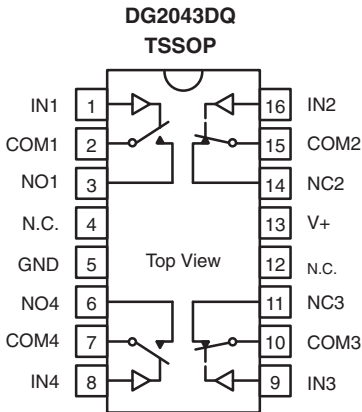 DG2043DQ
TSSOP
IN1 1 16 IN2
COM1 2 15 COM2
NO1 3 14 NC2
N.C. 4 13 V+
GND 5 Top View 12 N.C.
NO4 6 11 NC3
COM4 7 10 COM3
IN4 8 9 IN3